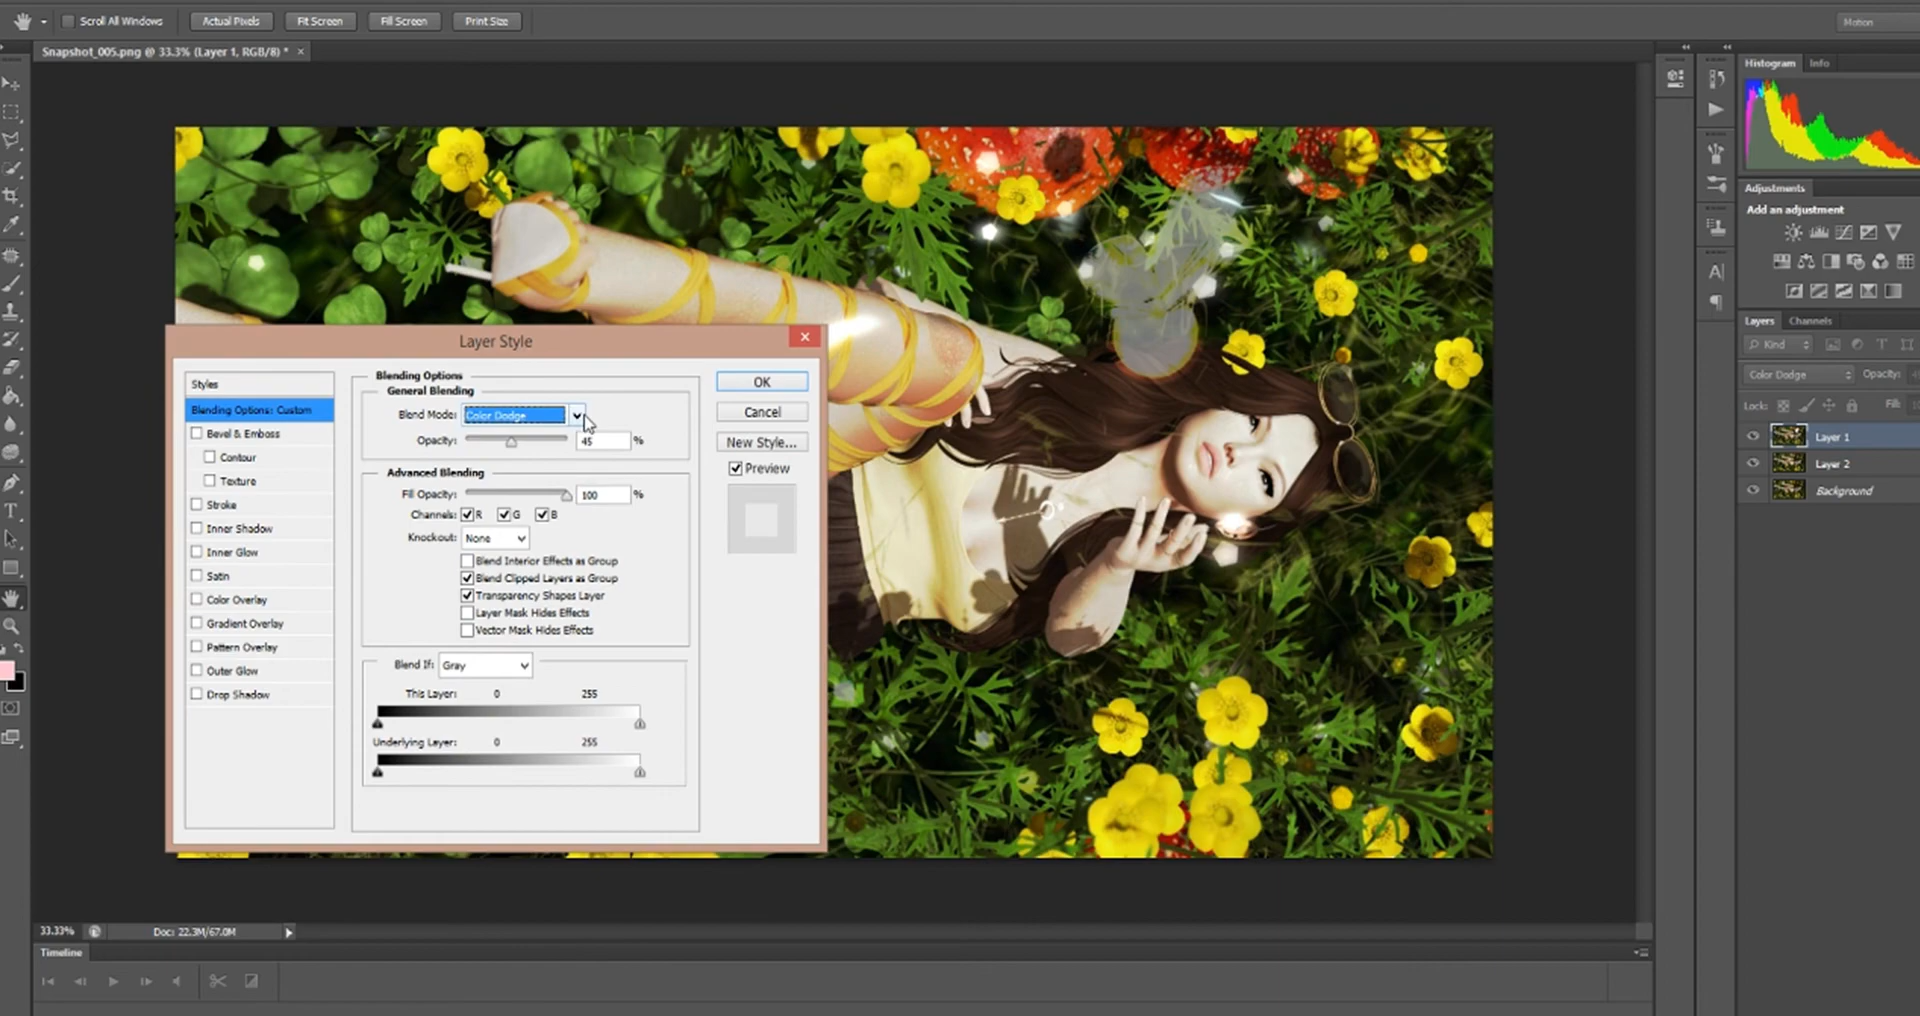 Scroll All Windows Actual Pixels Fit Screen Fill Screen Print Size Motion
Snapshot_005.png @ 33.3% (Layer 1, RGB/8) * ×
Histogram Info
Adjustments
Add an adjustment
Layers Channels
Kind
Color Dodge Opacity:
Lock: Fill:
Layer 1
Layer 2
Background
Layer Style
Styles
Blending Options: Custom
Bevel & Emboss
Contour
Texture
Stroke
Inner Shadow
Inner Glow
Satin
Color Overlay
Gradient Overlay
Pattern Overlay
Outer Glow
Drop Shadow
Blending Options
General Blending
Blend Mode: Color Dodge
Opacity: 45 %
Advanced Blending
Fill Opacity: 100 %
Channels: R G B
Knockout: None
Blend Interior Effects as Group
Blend Clipped Layers as Group
Transparency Shapes Layer
Layer Mask Hides Effects
Vector Mask Hides Effects
Blend If: Gray
This Layer: 0 255
Underlying Layer: 0 255
OK
Cancel
New Style...
Preview
33.33% Doc: 22.3M/67.0M
Timeline